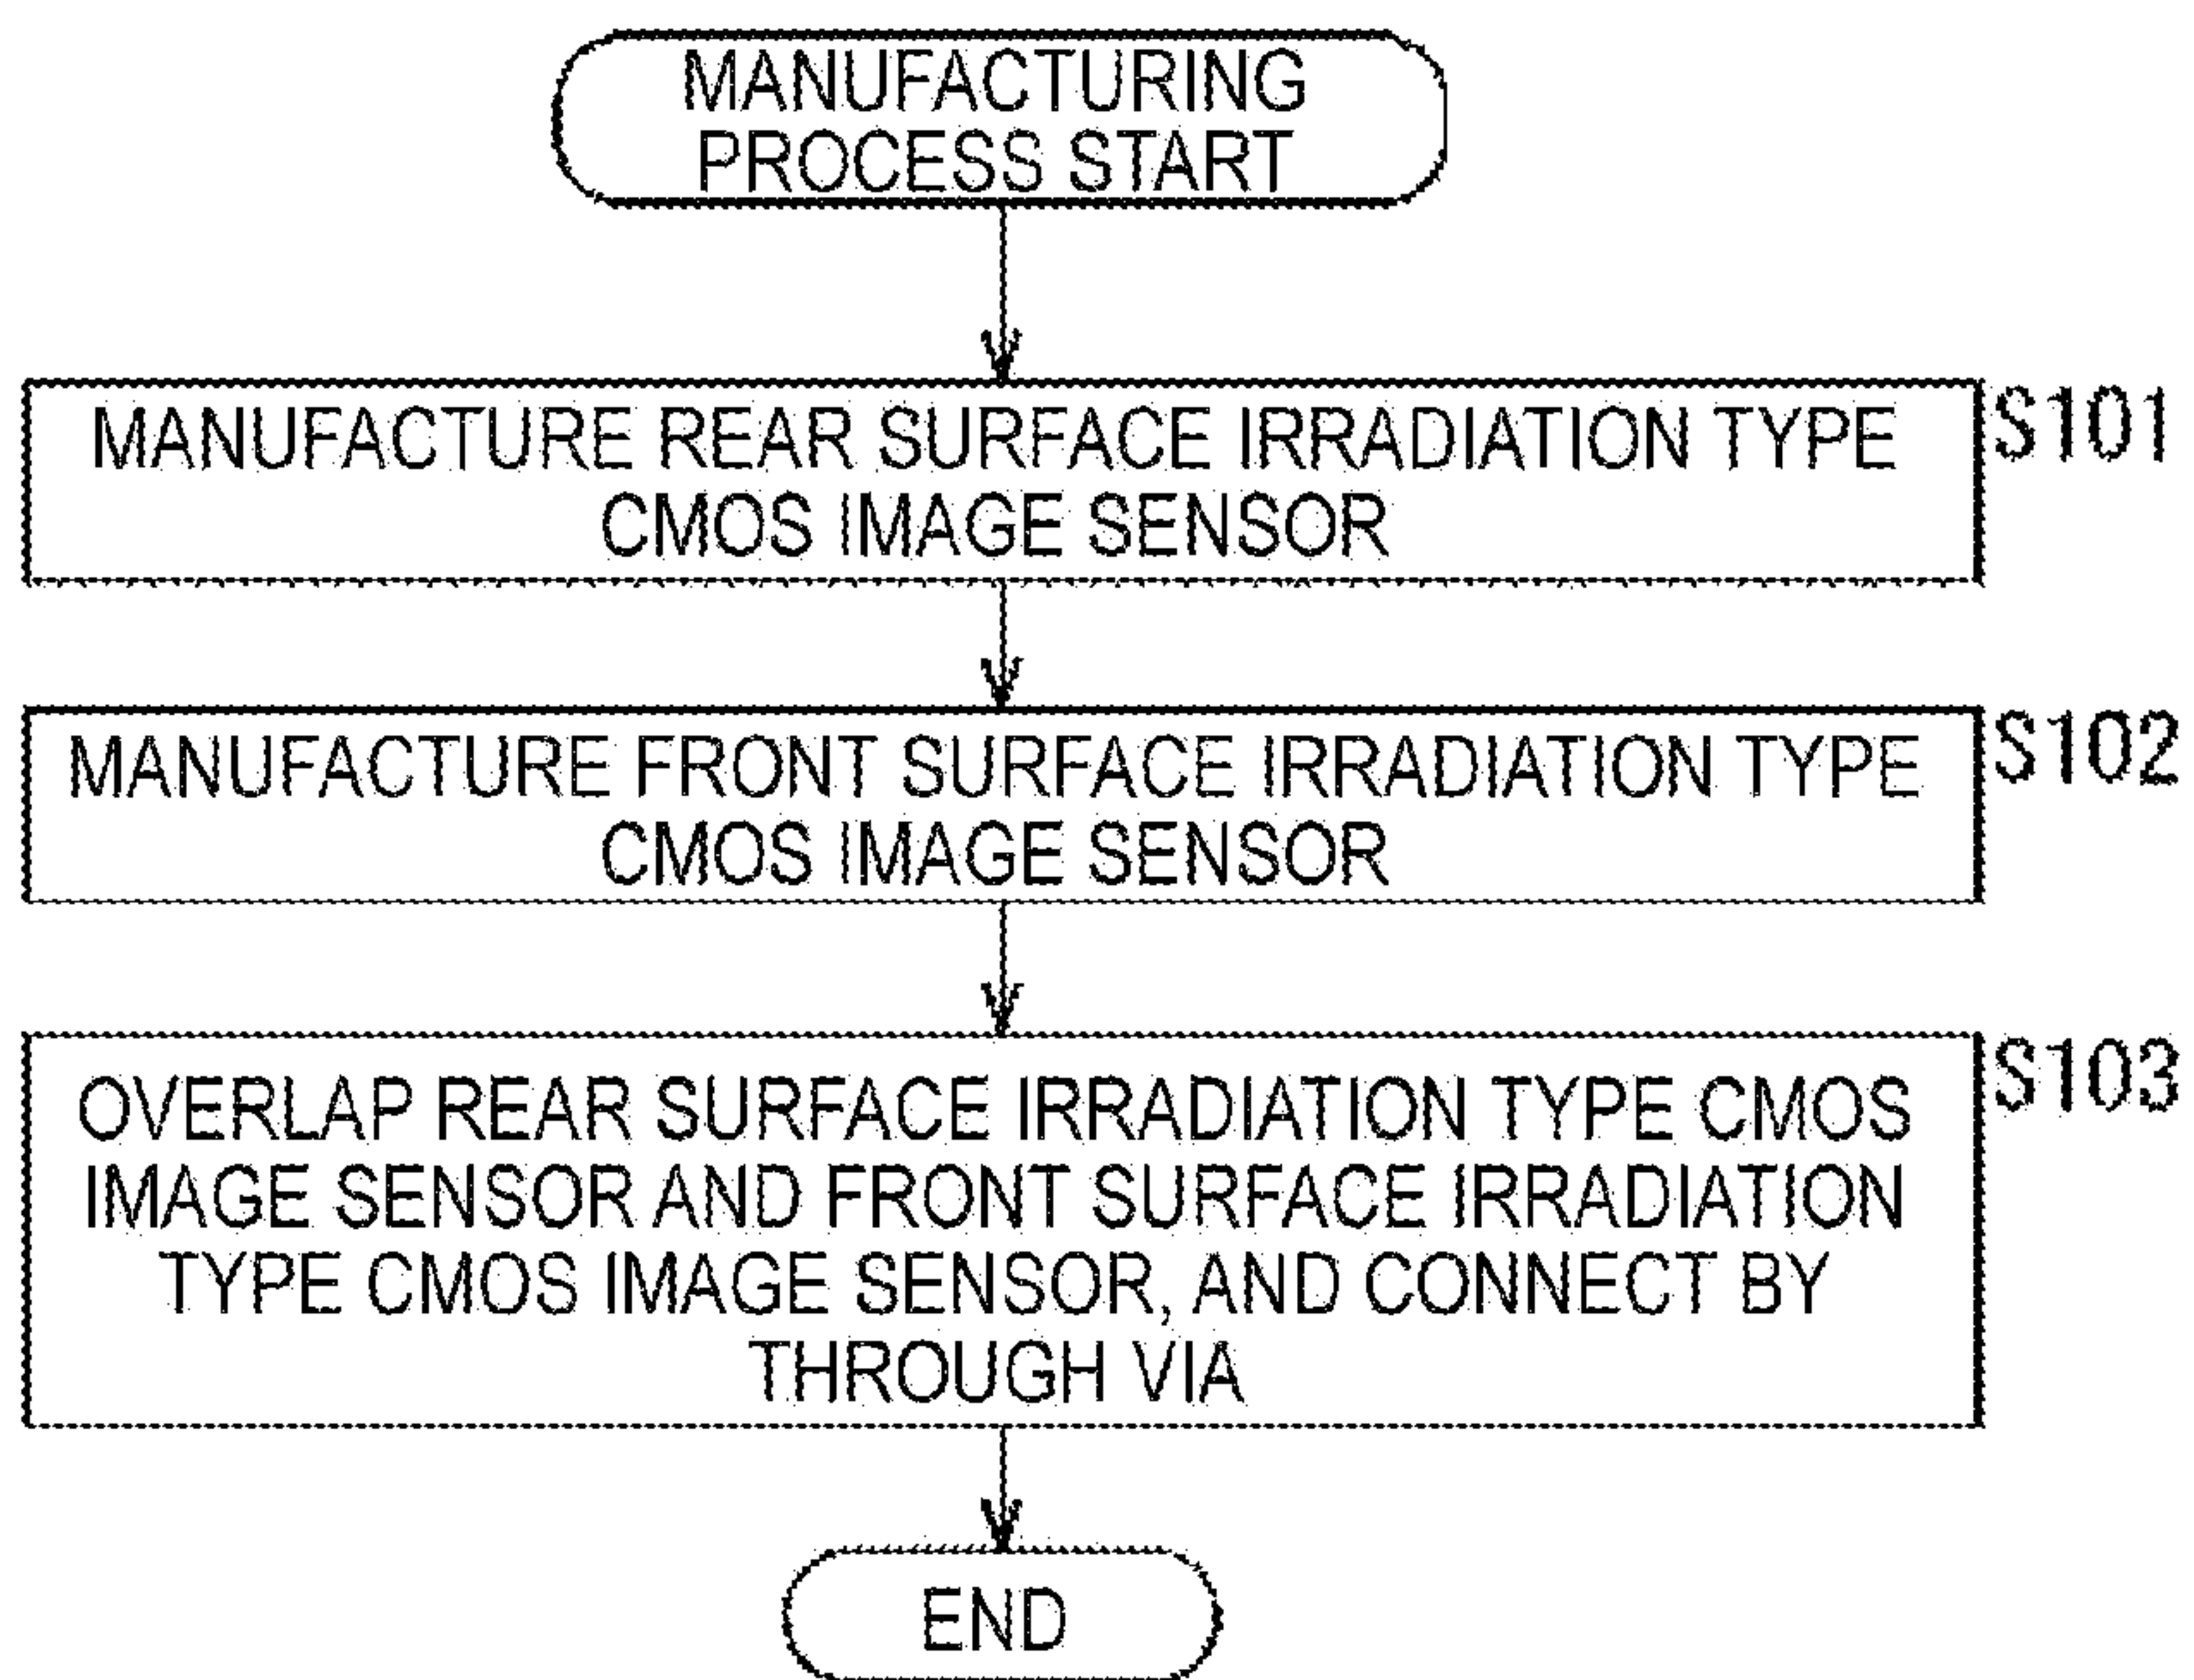 MANUFACTURING
PROCESS START
MANUFACTURE REAR SURFACE IRRADIATION TYPE
CMOS IMAGE SENSOR
S101
MANUFACTURE FRONT SURFACE IRRADIATION TYPE
CMOS IMAGE SENSOR
S102
OVERLAP REAR SURFACE IRRADIATION TYPE CMOS
IMAGE SENSOR AND FRONT SURFACE IRRADIATION
TYPE CMOS IMAGE SENSOR, AND CONNECT BY
THROUGH VIA
S103
END